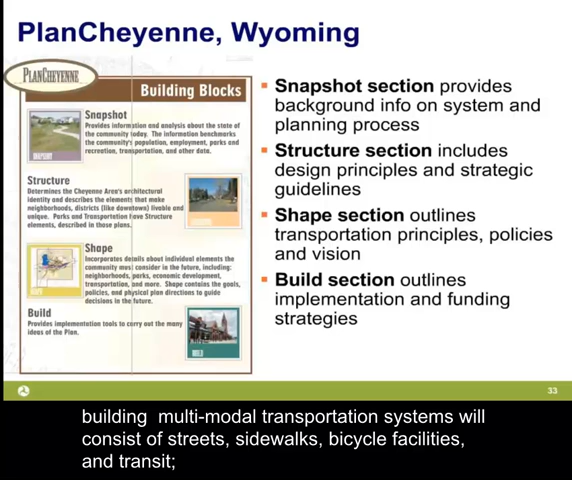 PlanCheyenne, Wyoming
PLANCHEYENNE
Building Blocks
Snapshot
Provides information and analysis about the state of
the community today. The information benchmarks
the community's population, employment, parks and
recreation, transportation, and other data.
SNAPSHOT
Structure
Determines the Cheyenne Area's architectural
identity and describes the elements that make
neighborhoods, districts (like downtown) livable and
unique. Parks and Transportation have Structure
elements, described in those plans.
Shape
Incorporates details about individual elements the
community must consider in the future, including:
neighborhoods, parks, economic development,
transportation, and more. Shape contains the goals,
policies, and physical plan directions to guide
decisions in the future.
Build
Provides implementation tools to carry out the many
ideas of the Plan.
BUILD
Snapshot section provides
background info on system and
planning process
Structure section includes
design principles and strategic
guidelines
Shape section outlines
transportation principles, policies
and vision
Build section outlines
implementation and funding
strategies
33
building multi-modal transportation systems will
consist of streets, sidewalks, bicycle facilities,
and transit;